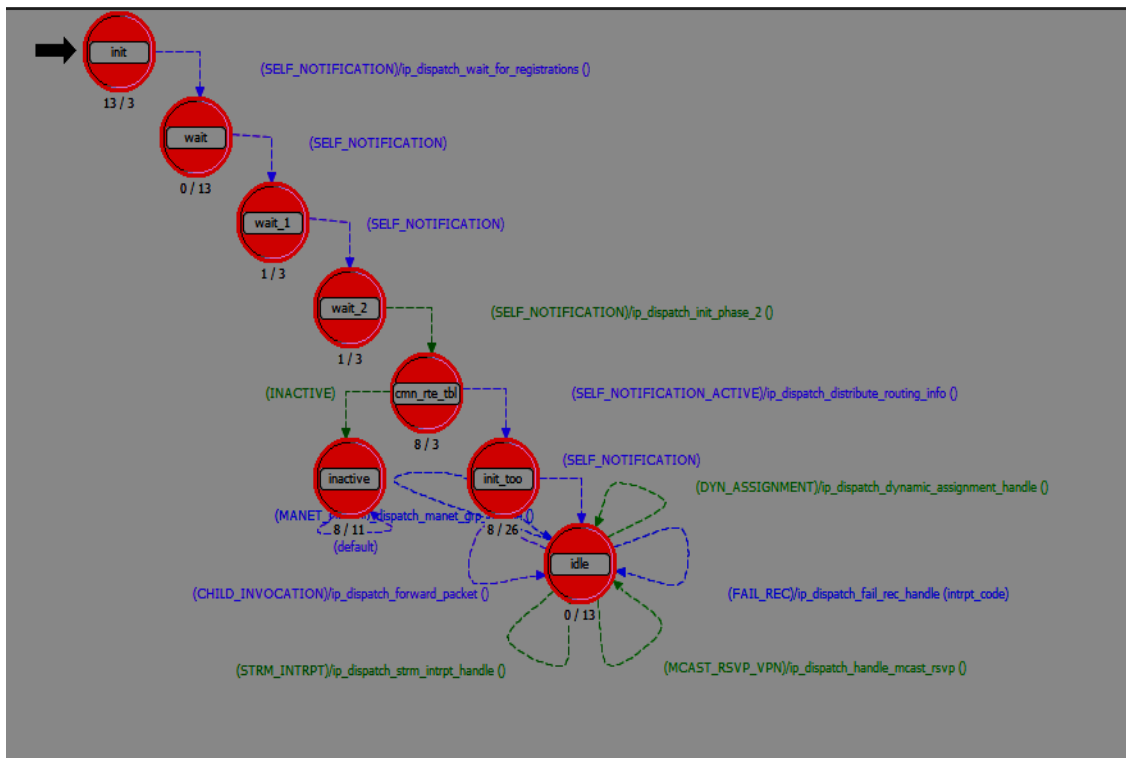 init
(SELF_NOTIFICATION)/ip_dispatch_wait_for_registrations ()
13 / 3
wait
(SELF_NOTIFICATION)
0 / 13
wait_1
(SELF_NOTIFICATION)
1 / 3
wait_2
(SELF_NOTIFICATION)/ip_dispatch_init_phase_2 ()
1 / 3
(INACTIVE)
cmn_rte_tbl
(SELF_NOTIFICATION_ACTIVE)/ip_dispatch_distribute_routing_info ()
8 / 3
(SELF_NOTIFICATION)
inactive
init_too
(DYN_ASSIGNMENT)/ip_dispatch_dynamic_assignment_handle ()
(MANET_
dispatch_manet_
()
8 / 11
8 / 26
(default)
idle
(CHILD_INVOCATION)/ip_dispatch_forward_packet ()
(FAIL_REC)/ip_dispatch_fail_rec_handle (intrpt_code)
0 / 13
(STRM_INTRPT)/ip_dispatch_strm_intrpt_handle ()
(MCAST_RSVP_VPN)/ip_dispatch_handle_mcast_rsvp ()